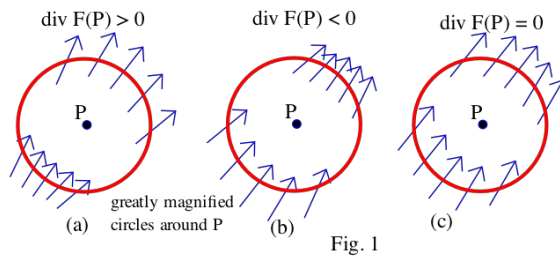 div F(P) > 0
div F(P) < 0
div F(P) = 0
P
P
P
(a)
greatly magnified
circles around P
(b)
(c)
Fig. 1